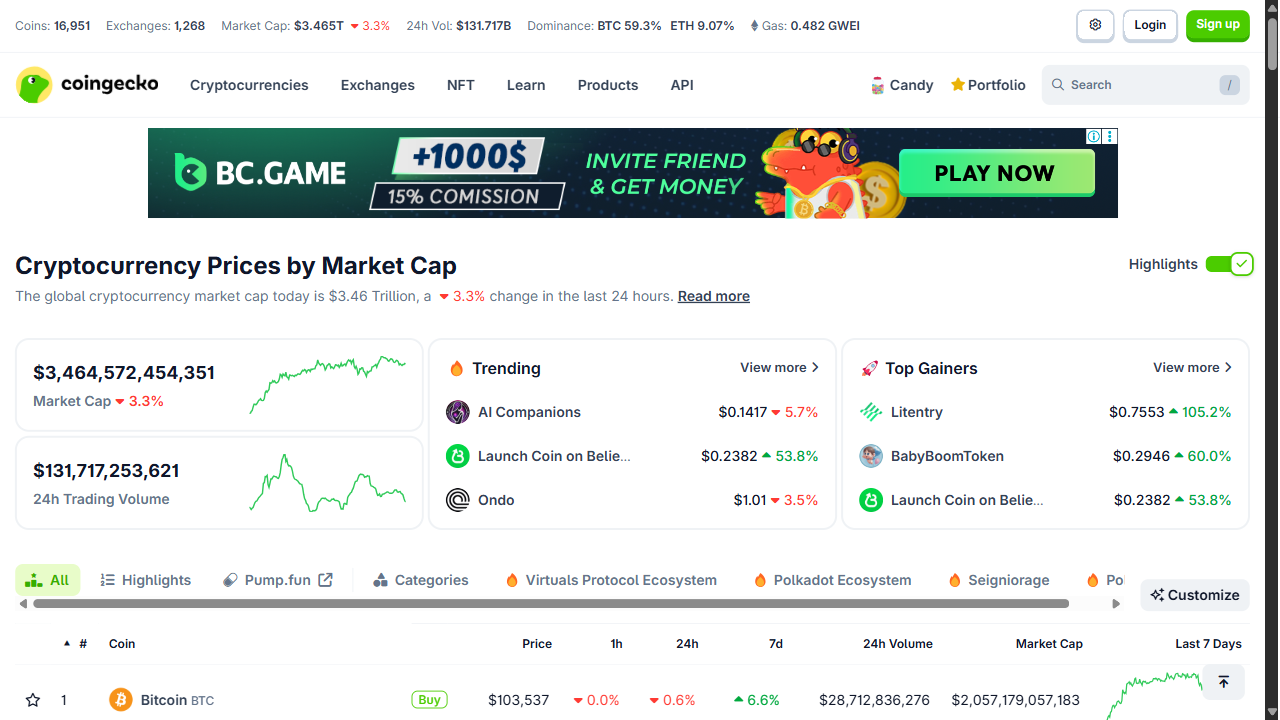 Coins: 16,951 Exchanges: 1,268 Market Cap: $3.465T 3.3% 24h Vol: $131.717B Dominance: BTC 59.3% ETH 9.07% Gas: 0.482 GWEI
Login
Sign up
coingecko
Cryptocurrencies Exchanges NFT Learn Products API
Candy Portfolio Search /
BC.GAME
+1000$
15% COMISSION
INVITE FRIEND
& GET MONEY
PLAY NOW
Cryptocurrency Prices by Market Cap
Highlights
The global cryptocurrency market cap today is $3.46 Trillion, a 3.3% change in the last 24 hours. Read more
$3,464,572,454,351
Market Cap 3.3%
$131,717,253,621
24h Trading Volume
Trending View more
AI Companions $0.1417 5.7%
Launch Coin on Belie... $0.2382 53.8%
Ondo $1.01 3.5%
Top Gainers View more
Litentry $0.7553 105.2%
BabyBoomToken $0.2946 60.0%
Launch Coin on Belie... $0.2382 53.8%
All Highlights Pump.fun Categories Virtuals Protocol Ecosystem Polkadot Ecosystem Seigniorage Po
Customize
# Coin Price 1h 24h 7d 24h Volume Market Cap Last 7 Days
1 Bitcoin BTC Buy $103,537 0.0% 0.6% 6.6% $28,712,836,276 $2,057,179,057,183